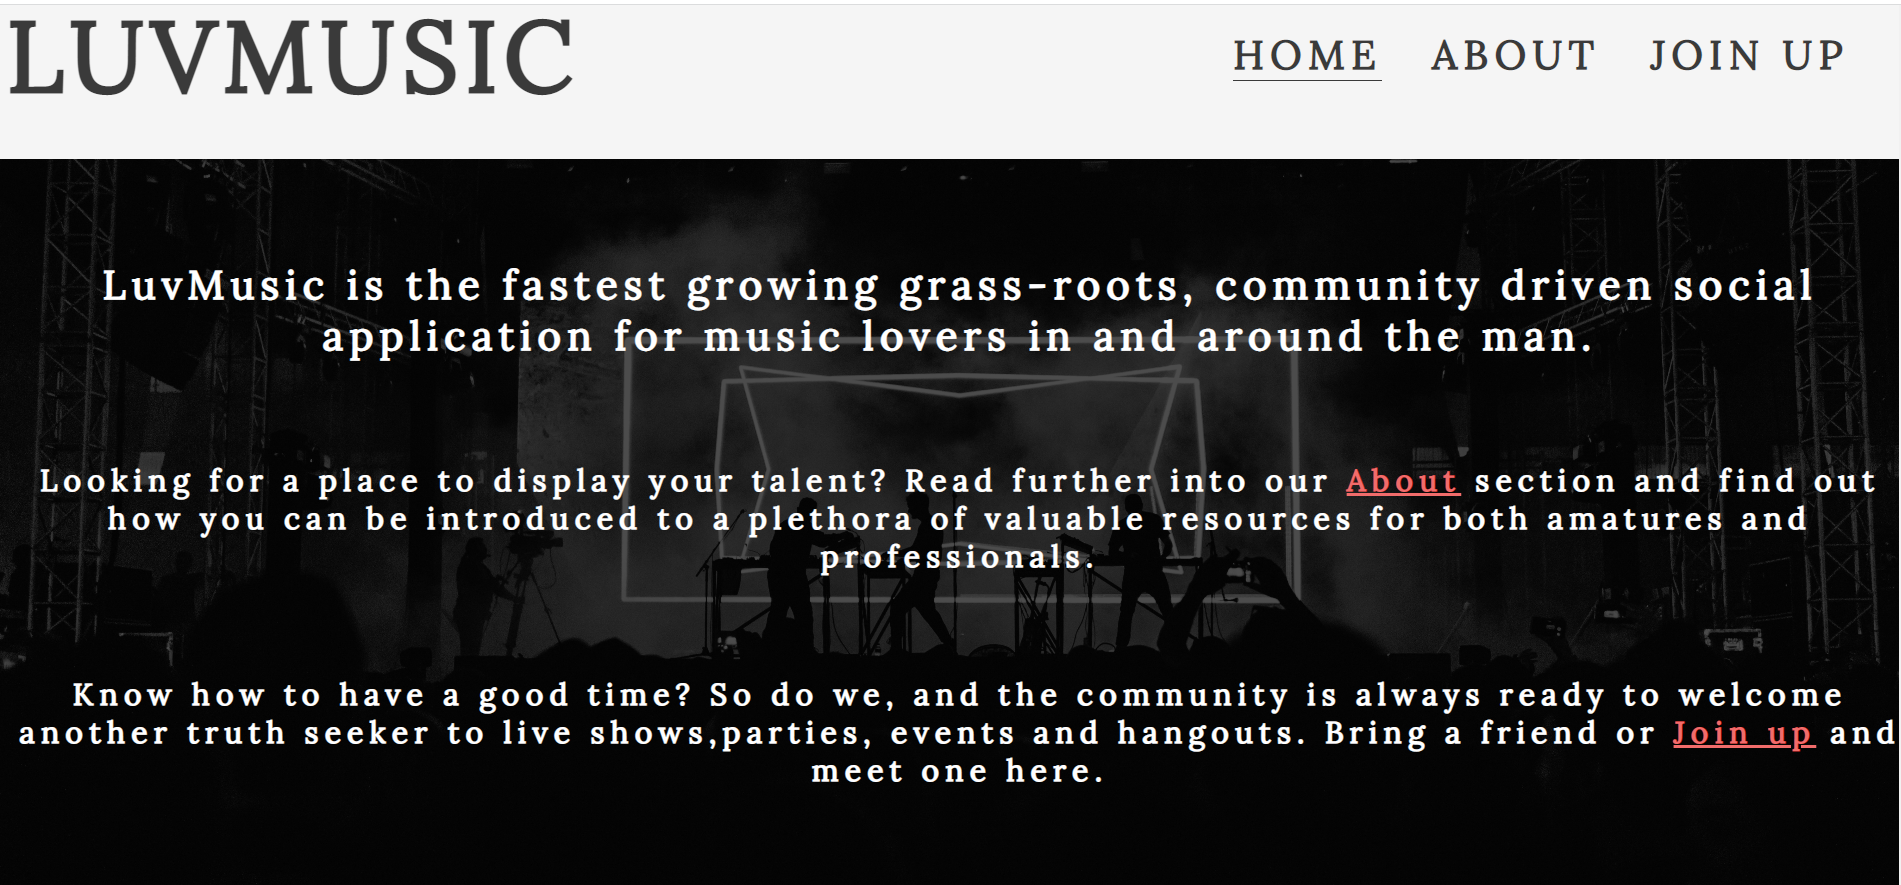 LUVMUSIC
HOME ABOUT JOIN UP
LuvMusic is the fastest growing grass-roots, community driven social
application for music lovers in and around the man.
Looking for a place to display your talent? Read further into our About section and find out
how you can be introduced to a plethora of valuable resources for both amatures and
professionals.
Know how to have a good time? So do we, and the community is always ready to welcome
another truth seeker to live shows,parties, events and hangouts. Bring a friend or Join up and
meet one here.